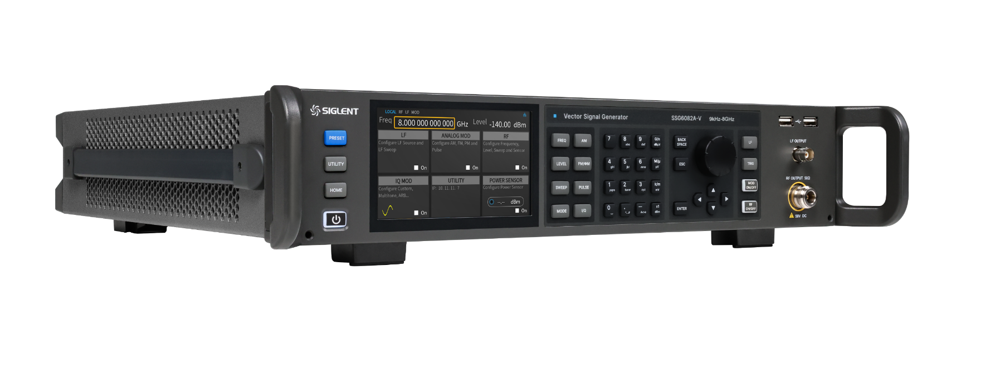 SIGLENT
PRESET
UTILITY
HOME
LOCAL RF LF MOD
Freq 8.000 000 000 000 GHz Level -140.00 dBm
LF
Configure LF Source and
LF Sweep
On
ANALOG MOD
Configure AM, FM, PM and
Pulse
On
RF
Configure Frequency,
Level, Sweep and Sensor
On
IQ MOD
Configure Custom,
Multitone, ARB...
On
UTILITY
IP: 10. 11. 11. 7
POWER SENSOR
Configure Power Sensor
--.-- dBm
On
Vector Signal Generator SSG6082A-V 9kHz-8GHz
FREQ AM
LEVEL FM/ΦM
SWEEP PULSE
MODE I/Q
7 8 abc 9 def G/n dBμV
4 ghi 5 jkl 6 mno M/μ μV
1 pqrs 2 tuvw 3 xyz k/m mV
0 . — x1 dBm
BACK
SPACE
ESC
ENTER
LF
TRIG
MOD
ON/OFF
RF
ON/OFF
LF OUTPUT
RF OUTPUT 50Ω
50V DC